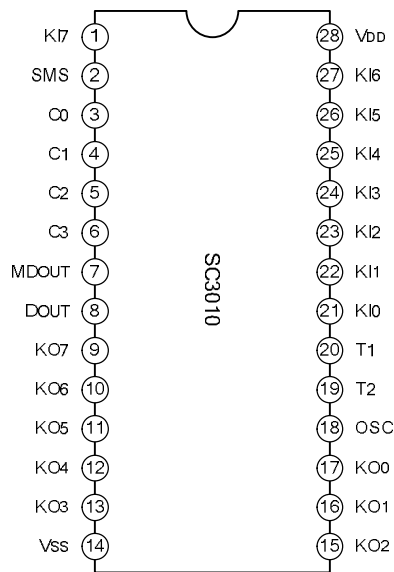 KI7 1 28 VDD
SMS 2 27 KI6
C0 3 26 KI5
C1 4 25 KI4
C2 5 24 KI3
C3 6 23 KI2
MDOUT 7 22 KI1
DOUT 8 21 KI0
KO7 9 20 T1
KO6 10 19 T2
KO5 11 18 OSC
KO4 12 17 KO0
KO3 13 16 KO1
VSS 14 15 KO2
SC3010